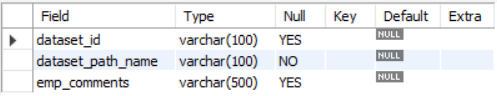 Field Type Null Key Default Extra
dataset_id varchar(100) YES NULL
dataset_path_name varchar(100) NO NULL
emp_comments varchar(500) YES NULL